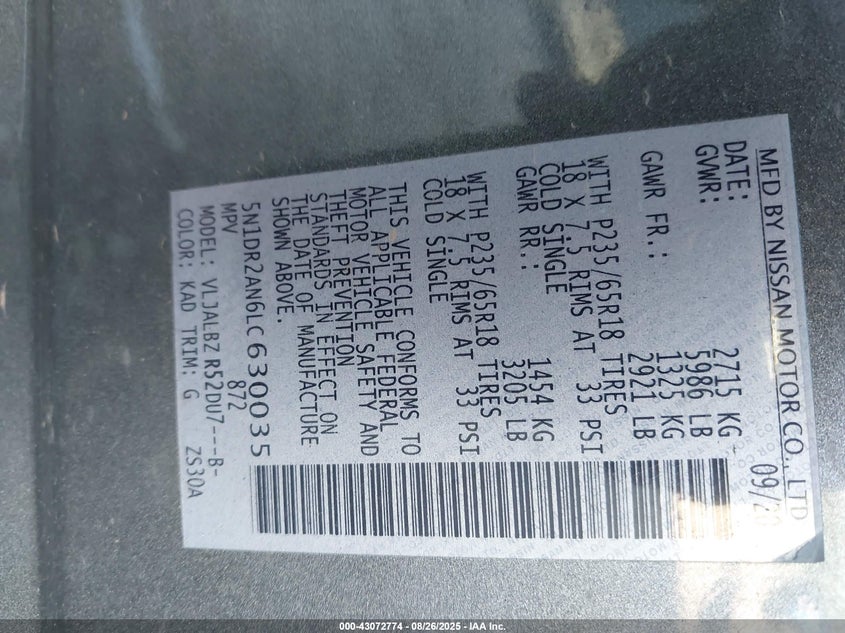 MFD BY NISSAN MOTOR CO., LTD
DATE: 09/20
GVWR: 2715 KG
5986 LB
GAWR FR.: 1325 KG
2921 LB
WITH P235/65R18 TIRES
18 X 7.5 RIMS AT 33 PSI
COLD SINGLE
GAWR RR.: 1454 KG
3205 LB
WITH P235/65R18 TIRES
18 X 7.5 RIMS AT 33 PSI
COLD SINGLE
THIS VEHICLE CONFORMS TO
ALL APPLICABLE FEDERAL
MOTOR VEHICLE SAFETY AND
THEFT PREVENTION
STANDARDS IN EFFECT ON
THE DATE OF MANUFACTURE
SHOWN ABOVE.
5N1DR2AN6LC630035
MPV 872
MODEL: VLJALBZ R52DU7---B-
COLOR: KAD TRIM: G ZS30A
000-43072774 - 08/26/2025 - IAA Inc.